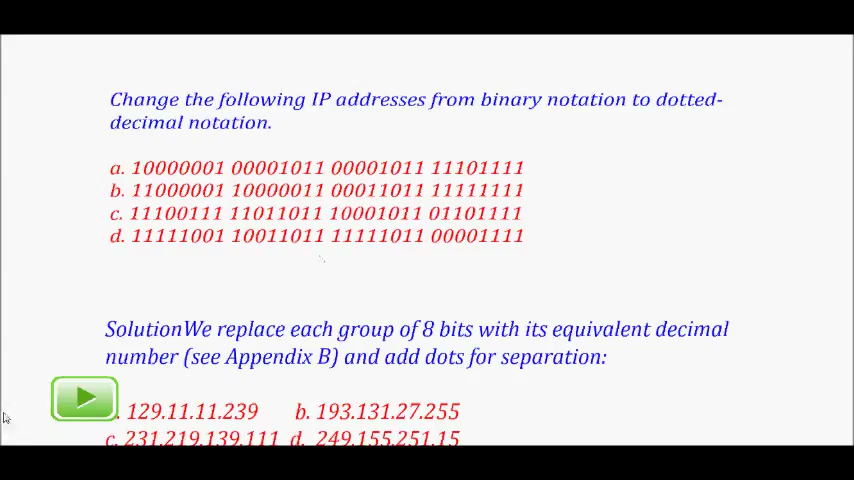 Change the following IP addresses from binary notation to dotted-
decimal notation.
a. 10000001 00001011 00001011 11101111
b. 11000001 10000011 00011011 11111111
c. 11100111 11011011 10001011 01101111
d. 11111001 10011011 11111011 00001111
SolutionWe replace each group of 8 bits with its equivalent decimal
number (see Appendix B) and add dots for separation:
. 129.11.11.239 b. 193.131.27.255
c. 231.219.139.111 d. 249.155.251.15